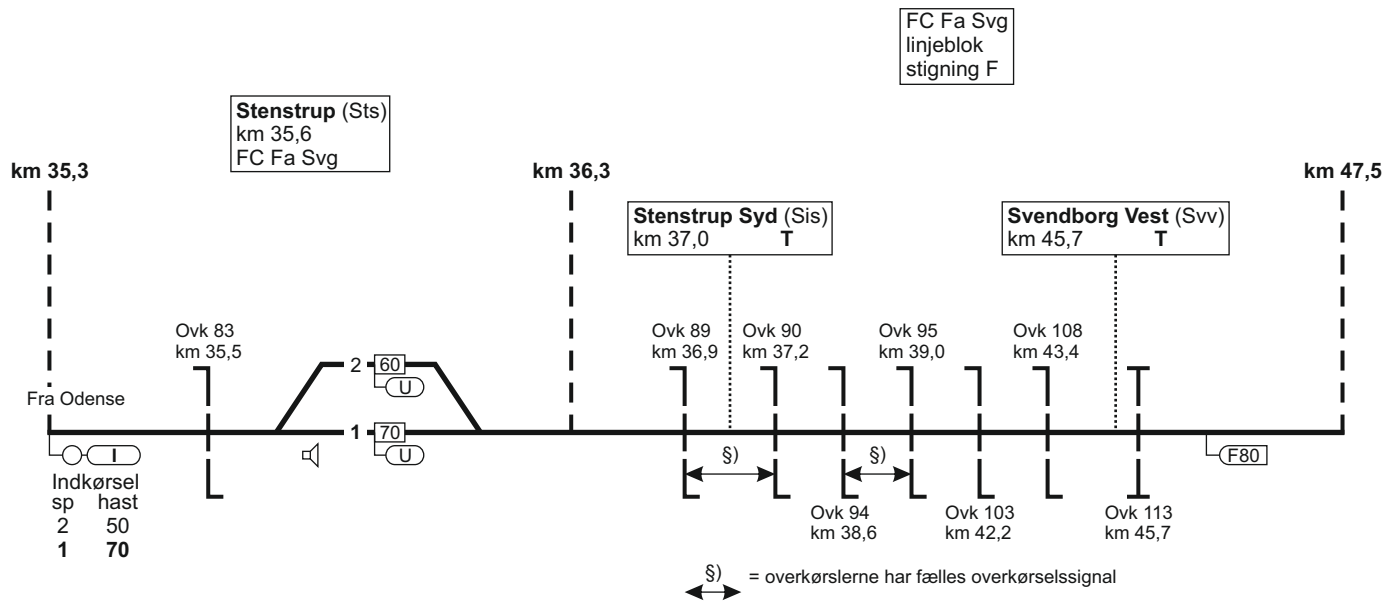 FC Fa Svg
linjeblok
stigning F
Stenstrup (Sts)
km 35,6
FC Fa Svg
km 35,3
km 36,3
km 47,5
Stenstrup Syd (Sis)
km 37,0 T
Svendborg Vest (Svv)
km 45,7 T
Ovk 83
km 35,5
Ovk 89
km 36,9
Ovk 90
km 37,2
Ovk 95
km 39,0
Ovk 108
km 43,4
2 60
U
Fra Odense
1 70
U
I
F80
Indkørsel
sp hast
2 50
1 70
§)
§)
Ovk 94
km 38,6
Ovk 103
km 42,2
Ovk 113
km 45,7
§) = overkørslerne har fælles overkørselssignal